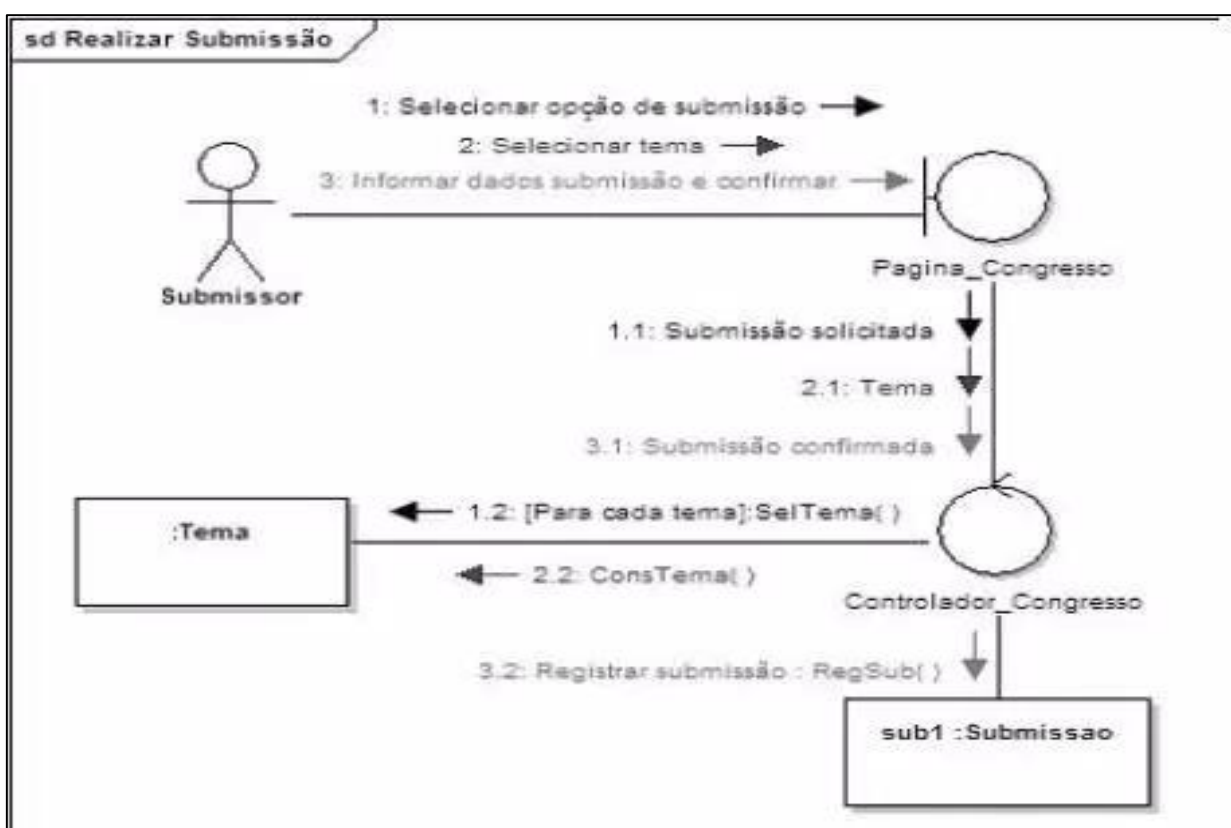 sd Realizar Submissão
1: Selecionar opção de submissão
2: Selecionar tema
3: Informar dados submissão e confirmar
Submissor
Pagina_Congresso
1.1: Submissão solicitada
2.1: Tema
3.1: Submissão confirmada
1.2: [Para cada tema]:SelTema( )
:Tema
2.2: ConsTema( )
Controlador_Congresso
3.2: Registrar submissão : RegSub( )
sub1 :Submissao